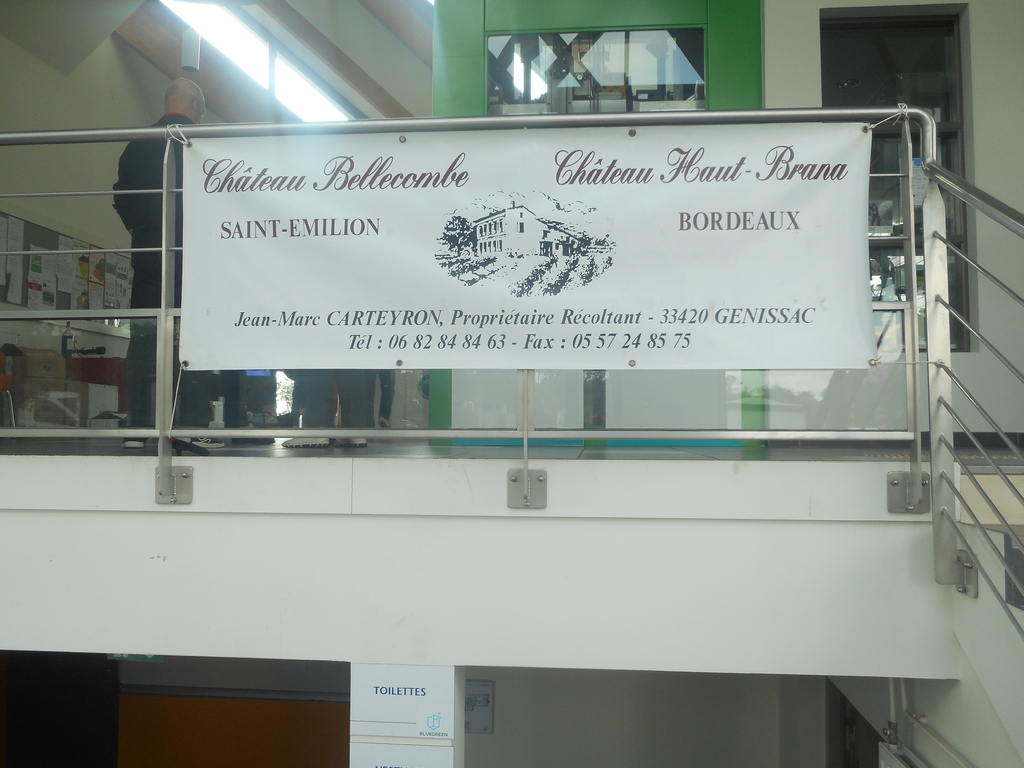 Château Bellecombe
Château Haut-Brana
SAINT-EMILION
BORDEAUX
Jean-Marc CARTEYRON, Propriétaire Récoltant - 33420 GENISSAC
Tél : 06 82 84 84 63 - Fax : 05 57 24 85 75
TOILETTES
BLUEGREEN